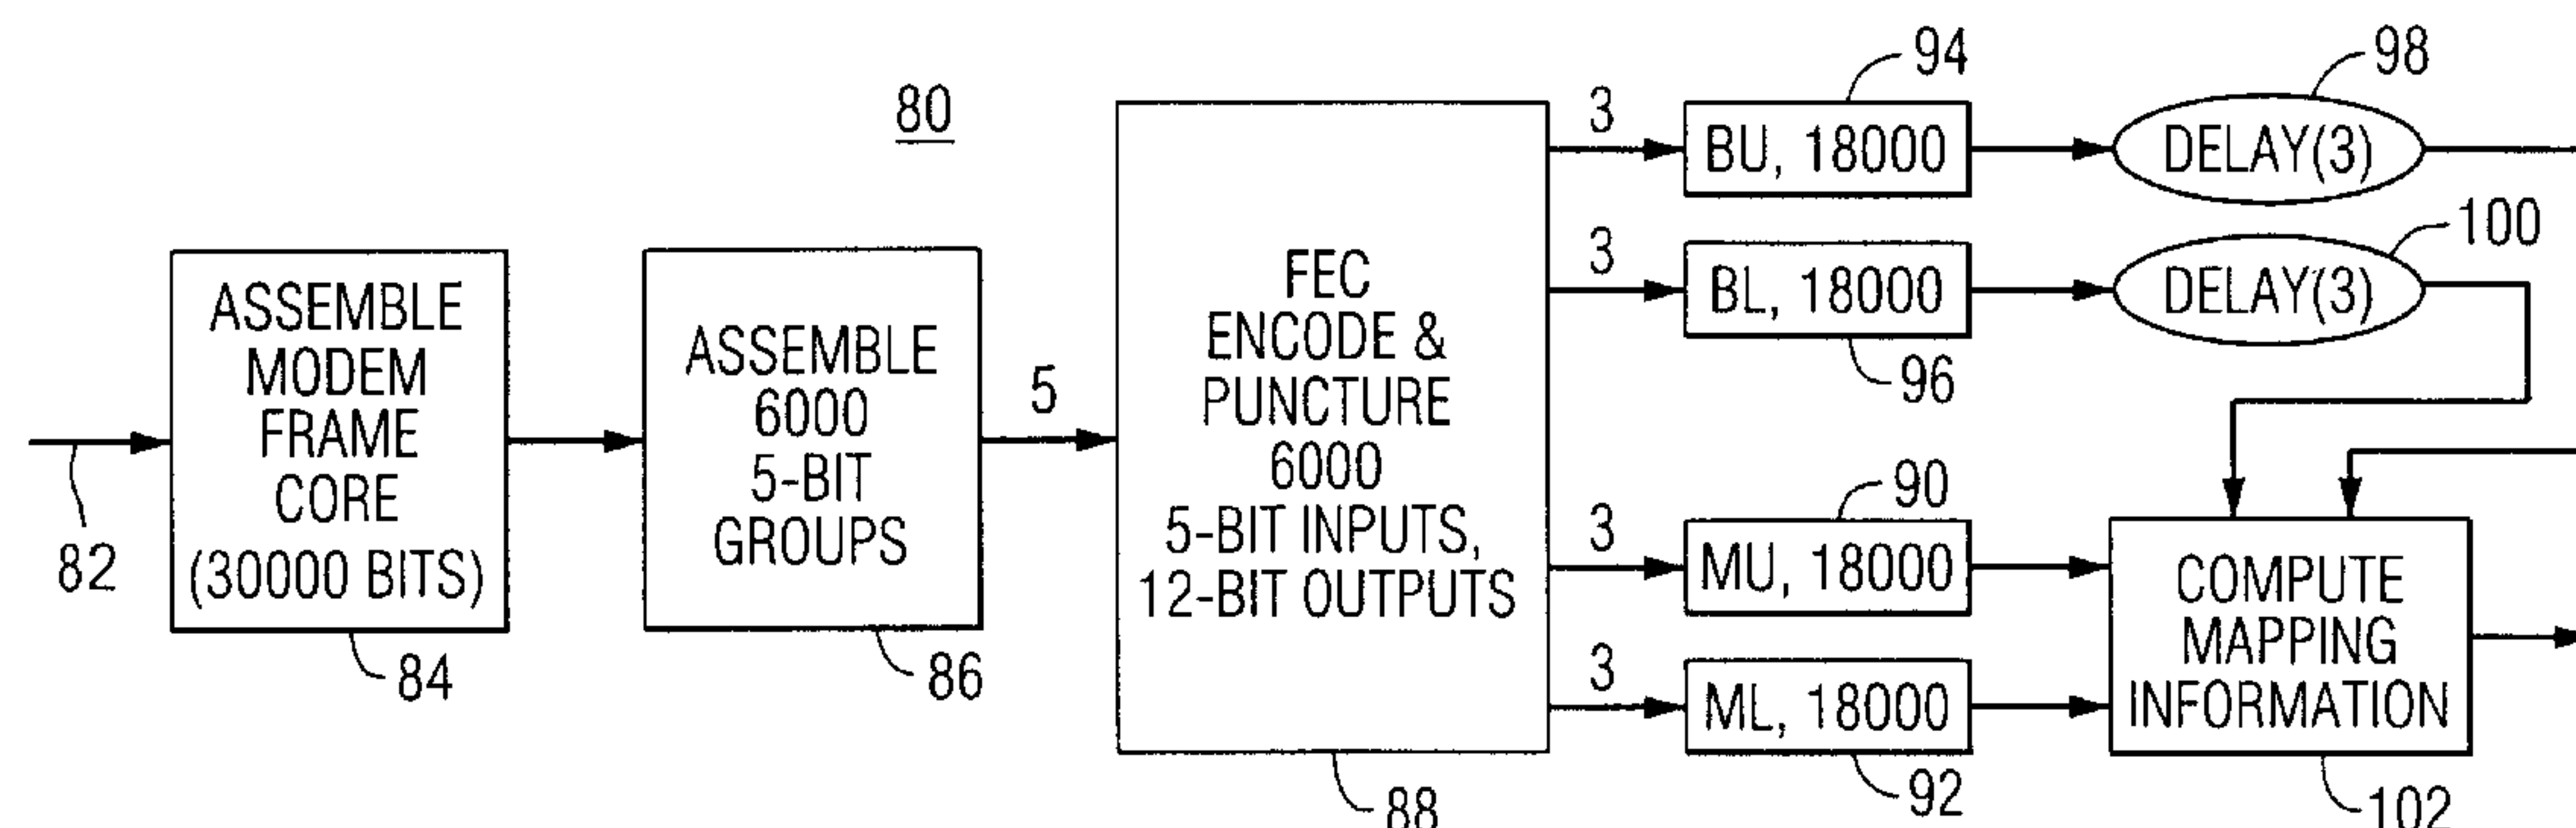 80
82
ASSEMBLE
MODEM
FRAME
CORE
(30000 BITS)
84
ASSEMBLE
6000
5-BIT
GROUPS
86
5
FEC
ENCODE &
PUNCTURE
6000
5-BIT INPUTS,
12-BIT OUTPUTS
88
3
BU, 18000
94
DELAY(3)
98
3
BL, 18000
96
DELAY(3)
100
3
MU, 18000
90
3
ML, 18000
92
COMPUTE
MAPPING
INFORMATION
102